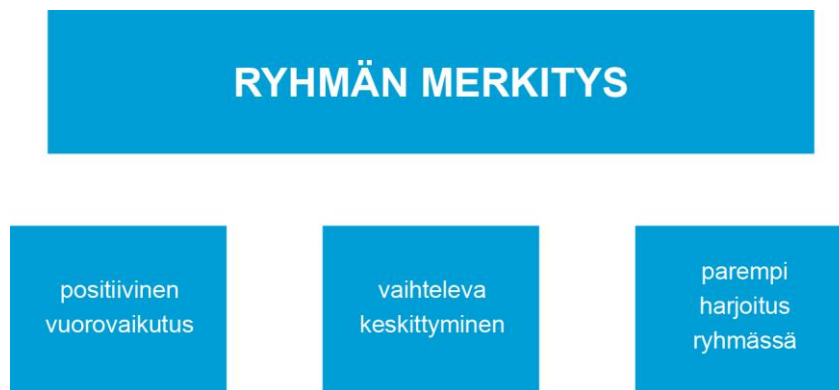 RYHMÄN MERKITYS
positiivinen
vuorovaikutus
vaihteleva
keskittyminen
parempi
harjoitus
ryhmässä